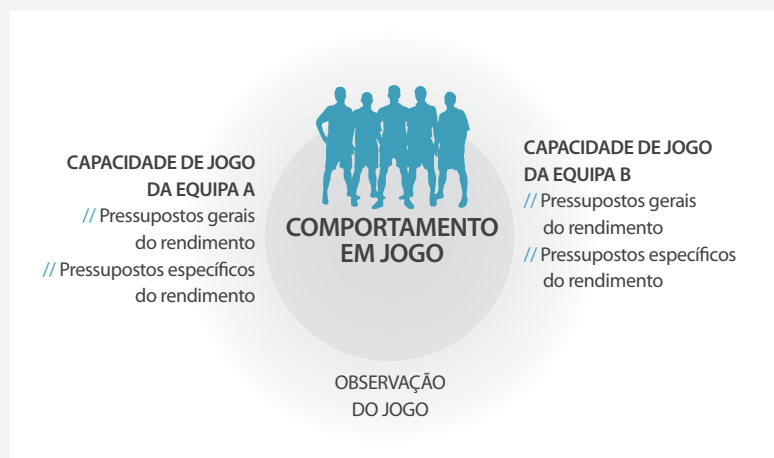 CAPACIDADE DE JOGO
DA EQUIPA A
// Pressupostos gerais
do rendimento
// Pressupostos específicos
do rendimento
COMPORTAMENTO
EM JOGO
CAPACIDADE DE JOGO
DA EQUIPA B
// Pressupostos gerais
do rendimento
// Pressupostos específicos
do rendimento
OBSERVAÇÃO
DO JOGO